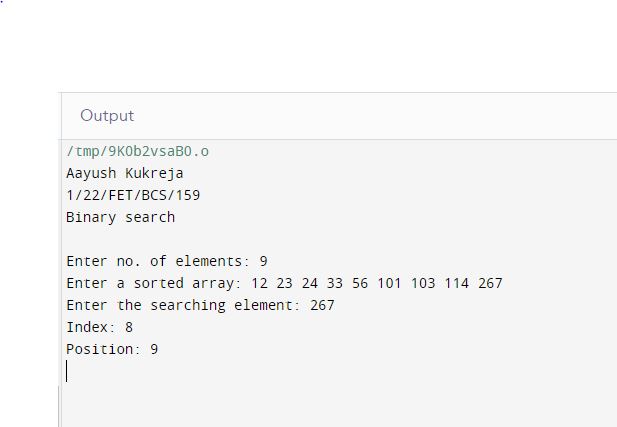 Output
/tmp/9KOb2vsaBO.o
Aayush Kukreja
1/22/FET/BCS/159
Binary search
Enter no. of elements: 9
Enter a sorted array: 12 23 24 33 56 101 103 114 267
Enter the searching element: 267
Index: 8
Position: 9